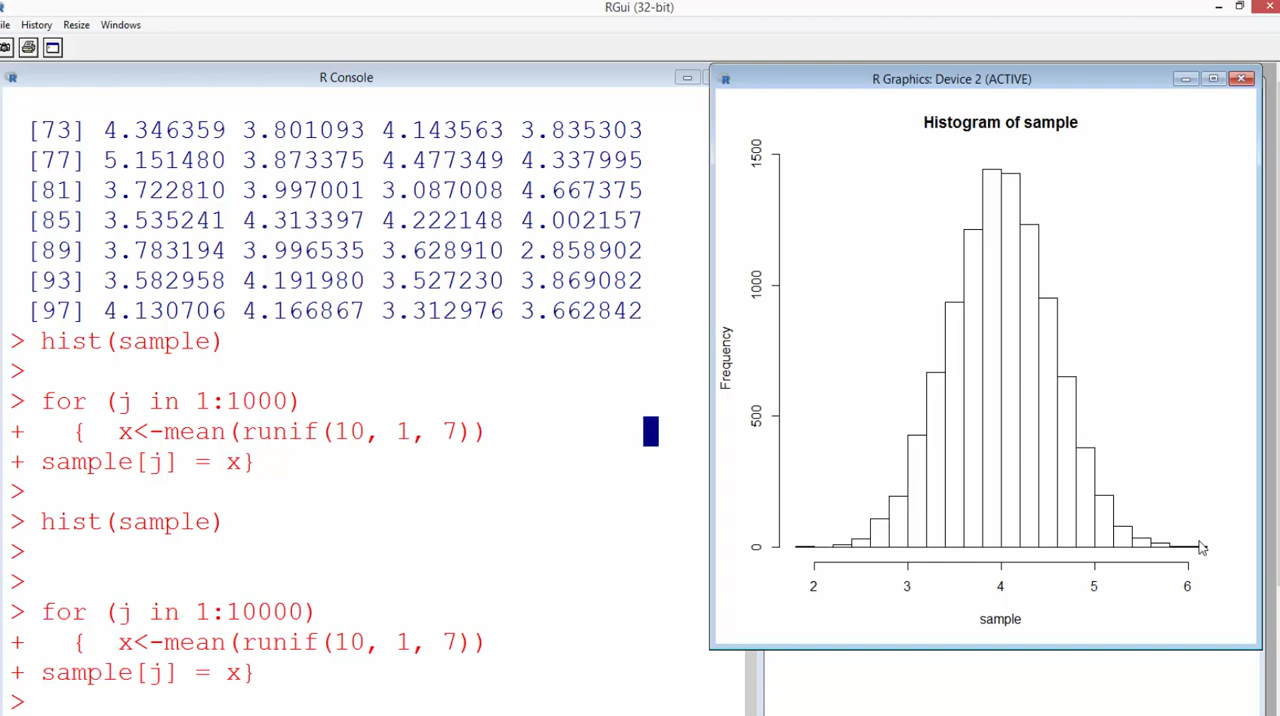 RGui (32-bit)
ile History Resize Windows
R Console
[73] 4.346359 3.801093 4.143563 3.835303
[77] 5.151480 3.873375 4.477349 4.337995
[81] 3.722810 3.997001 3.087008 4.667375
[85] 3.535241 4.313397 4.222148 4.002157
[89] 3.783194 3.996535 3.628910 2.858902
[93] 3.582958 4.191980 3.527230 3.869082
[97] 4.130706 4.166867 3.312976 3.662842
> hist(sample)
>
> for (j in 1:1000)
+   {  x<-mean(runif(10, 1, 7))
+ sample[j] = x}
>
> hist(sample)
>
>
> for (j in 1:10000)
+   {  x<-mean(runif(10, 1, 7))
+ sample[j] = x}
>
R Graphics: Device 2 (ACTIVE)
Histogram of sample
1500
1000
500
0
Frequency
2 3 4 5 6
sample